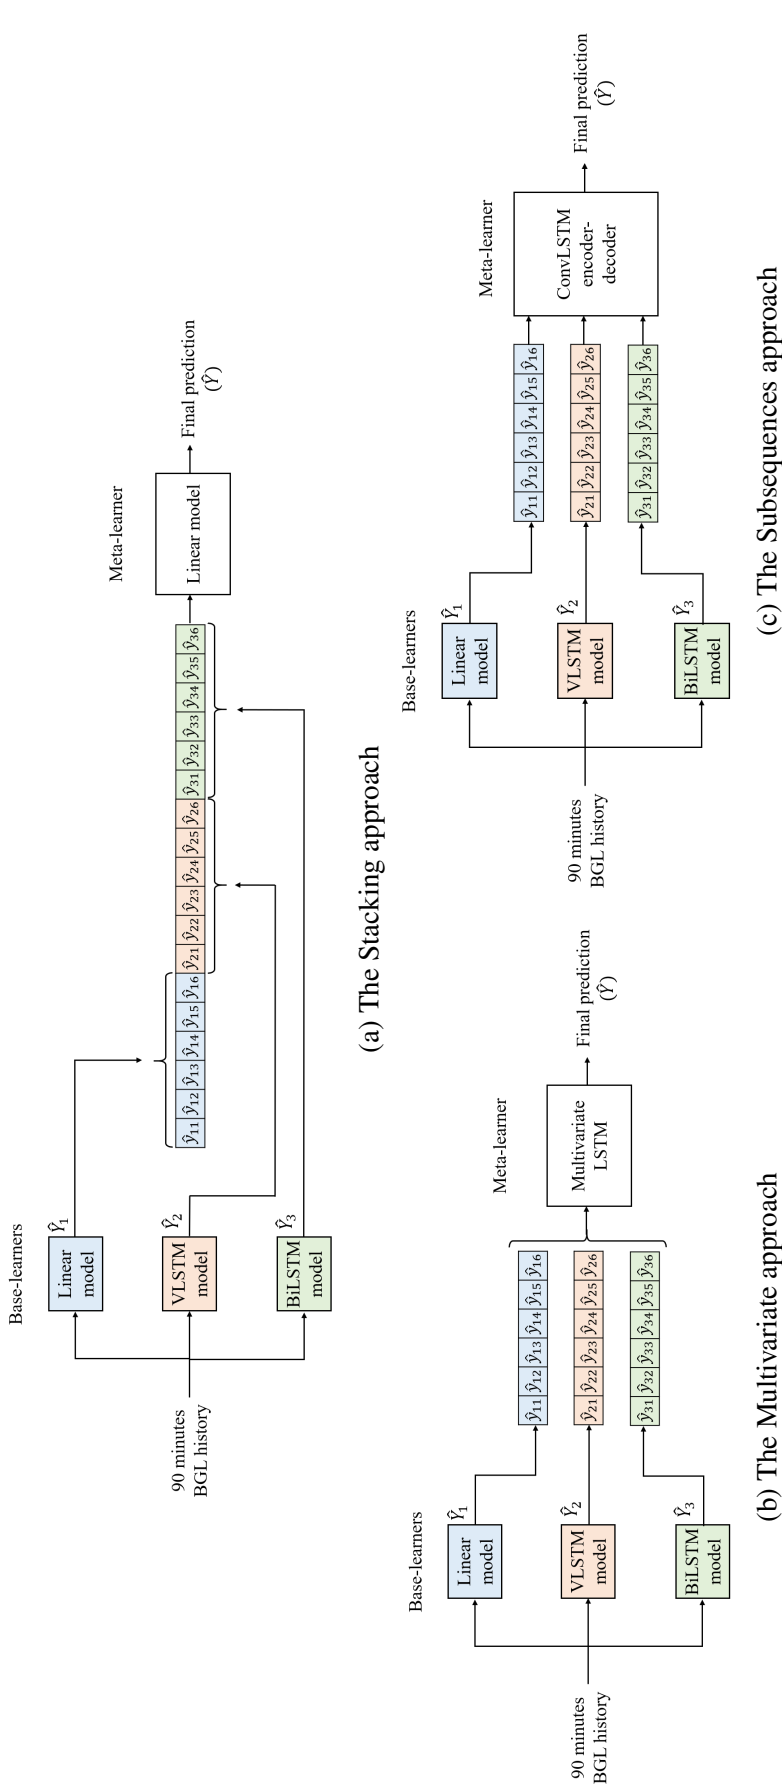 Base-learners
Linear
model
Ŷ1
VLSTM
model
Ŷ2
BiLSTM
model
Ŷ3
90 minutes
BGL history
ŷ11 ŷ12 ŷ13 ŷ14 ŷ15 ŷ16 ŷ21 ŷ22 ŷ23 ŷ24 ŷ25 ŷ26 ŷ31 ŷ32 ŷ33 ŷ34 ŷ35 ŷ36
Meta-learner
Linear model
Final prediction
(Ŷ)
(a) The Stacking approach
Base-learners
Linear
model
Ŷ1
VLSTM
model
Ŷ2
BiLSTM
model
Ŷ3
90 minutes
BGL history
ŷ11 ŷ12 ŷ13 ŷ14 ŷ15 ŷ16
ŷ21 ŷ22 ŷ23 ŷ24 ŷ25 ŷ26
ŷ31 ŷ32 ŷ33 ŷ34 ŷ35 ŷ36
Meta-learner
Multivariate
LSTM
Final prediction
(Ŷ)
(b) The Multivariate approach
Base-learners
Linear
model
Ŷ1
VLSTM
model
Ŷ2
BiLSTM
model
Ŷ3
90 minutes
BGL history
ŷ11 ŷ12 ŷ13 ŷ14 ŷ15 ŷ16
ŷ21 ŷ22 ŷ23 ŷ24 ŷ25 ŷ26
ŷ31 ŷ32 ŷ33 ŷ34 ŷ35 ŷ36
Meta-learner
ConvLSTM
encoder-
decoder
Final prediction
(Ŷ)
(c) The Subsequences approach